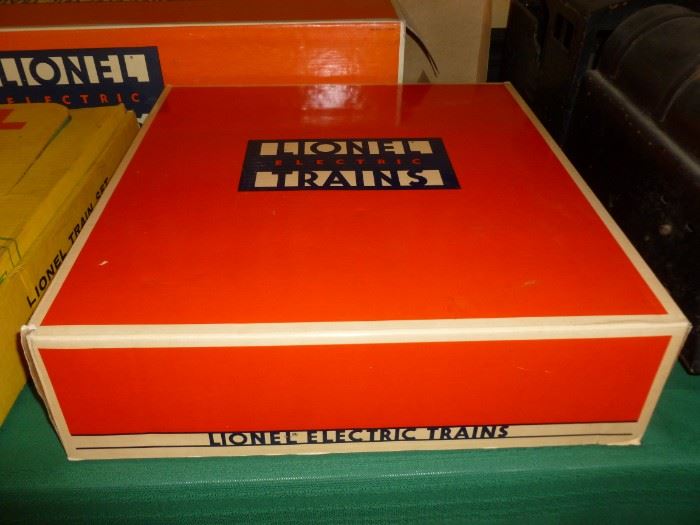 LIONEL
ELECTRIC
LIONEL
ELECTRIC
TRAINS
LIONEL TRAIN SET
LIONEL ELECTRIC TRAINS